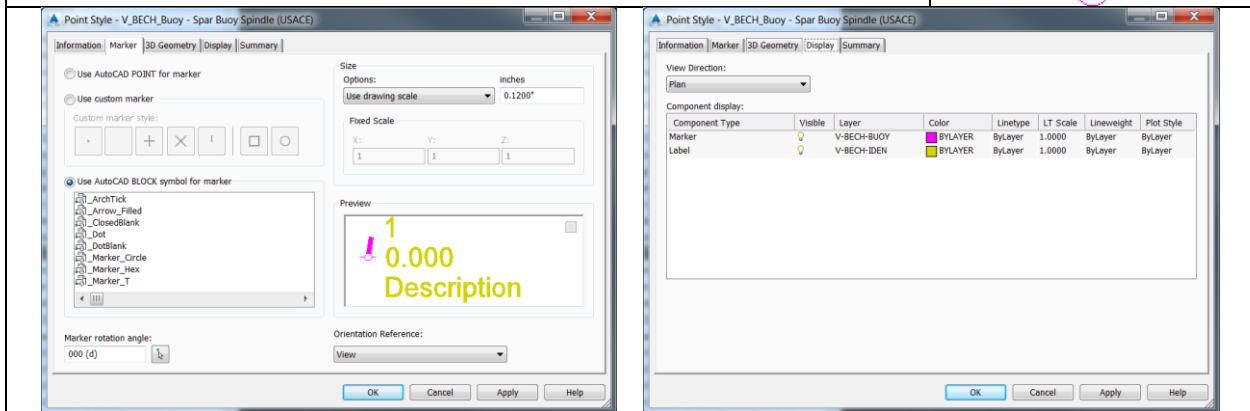 Point Style - V_BECH_Buoy - Spar Buoy Spindle (USACE)
Information Marker 3D Geometry Display Summary
Use AutoCAD POINT for marker
Use custom marker
Custom marker style:
Use AutoCAD BLOCK symbol for marker
_ArchTick
_Arrow_Filled
_ClosedBlank
_Dot
_DotBlank
_Marker_Circle
_Marker_Hex
_Marker_T
Marker rotation angle:
000 (d)
Size
Options: inches
Use drawing scale 0.1200"
Fixed Scale
X: Y: Z:
1 1 1
Preview
1
0.000
Description
Orientation Reference:
View
OK Cancel Apply Help
Point Style - V_BECH_Buoy - Spar Buoy Spindle (USACE)
Information Marker 3D Geometry Display Summary
View Direction:
Plan
Component display:
Component Type Visible Layer Color Linetype LT Scale Lineweight Plot Style
Marker V-BECH-BUOY BYLAYER ByLayer 1.0000 ByLayer ByLayer
Label V-BECH-IDEN BYLAYER ByLayer 1.0000 ByLayer ByLayer
OK Cancel Apply Help